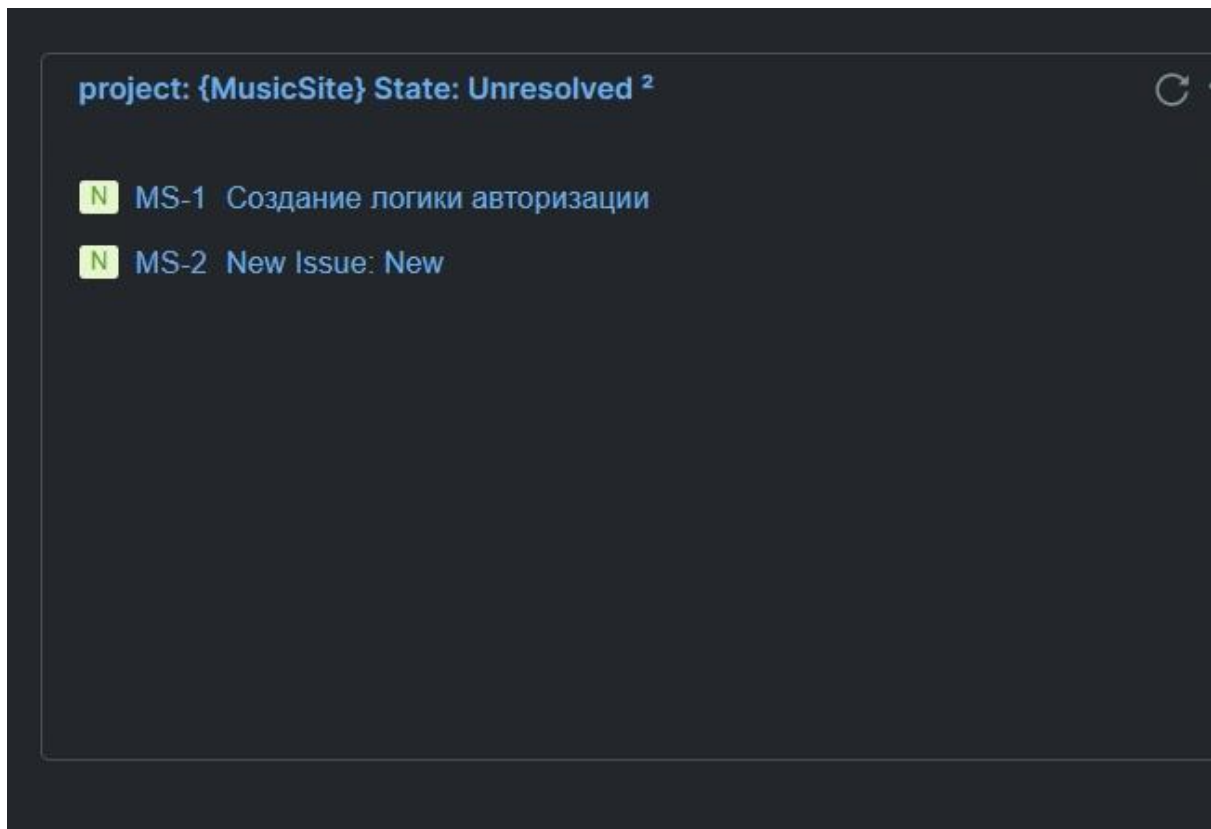 project: {MusicSite} State: Unresolved ²
N MS-1 Создание логики авторизации
N MS-2 New Issue: New